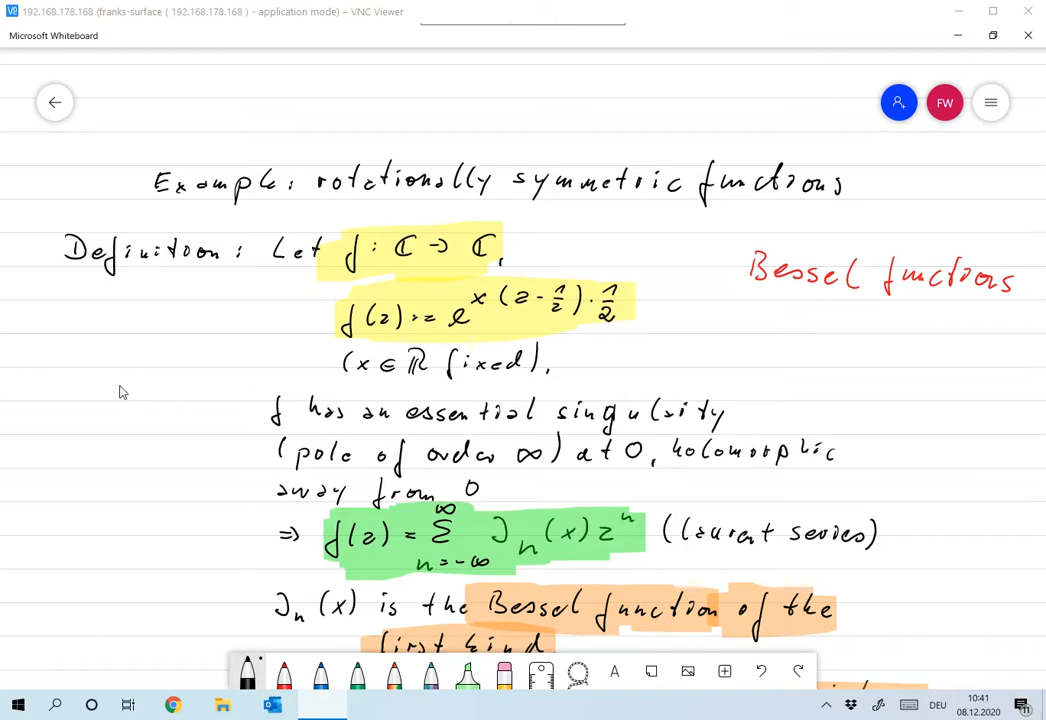 192.168.178.168 (franks-surface ( 192.168.178.168 ) - application mode) – VNC Viewer
Microsoft Whiteboard
FW
Example: rotationally symmetric functions
Definition: Let f: ℂ → ℂ,
Bessel functions
f(z) := e^{x(z - 1/z) · 1/2}
(x ∈ ℝ fixed),
f has an essential singularity
(pole of order ∞) at 0, holomorphic
away from 0
⇒ f(z) = Σ_{n=-∞}^{∞} J_n(x) z^n (Laurent series)
J_n(x) is the Bessel function of the
first kind
A
DEU
10:41
08.12.2020
11